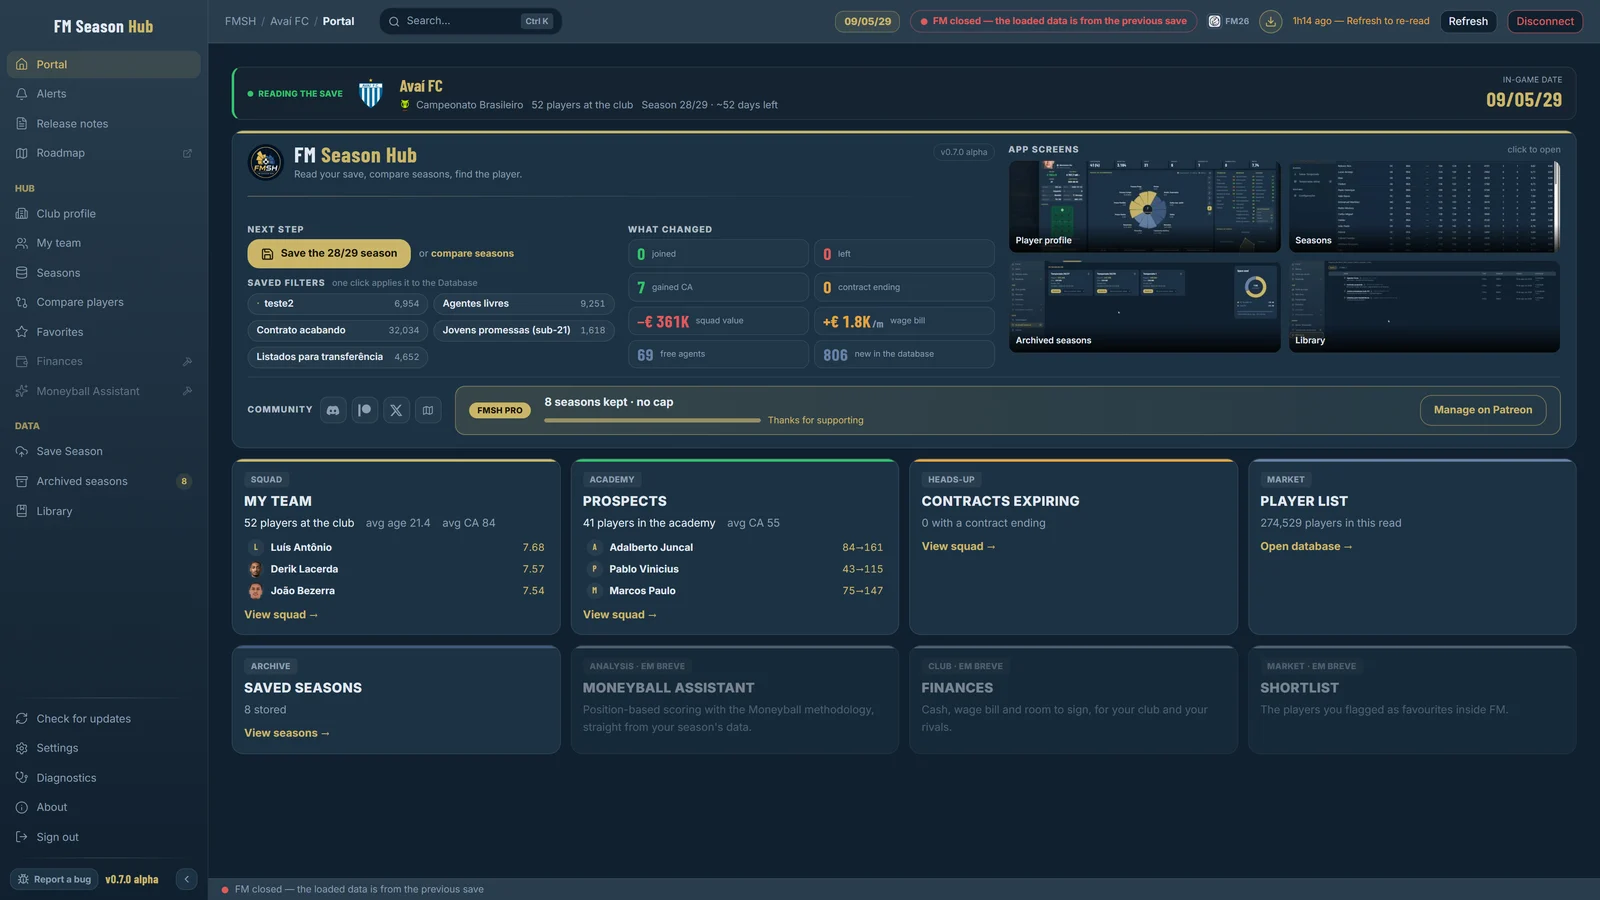 FM Season Hub
Portal
Alerts
Release notes
Roadmap
HUB
Club profile
My team
Seasons
Compare players
Favorites
Finances
Moneyball Assistant
DATA
Save Season
Archived seasons 8
Library
Check for updates
Settings
Diagnostics
About
Sign out
Report a bug v0.7.0 alpha
FMSH / Avaí FC / Portal
Search... Ctrl K
09/05/29
FM closed — the loaded data is from the previous save
FM26
1h14 ago — Refresh to re-read
Refresh
Disconnect
READING THE SAVE
Avaí FC
Campeonato Brasileiro 52 players at the club Season 28/29 · ~52 days left
IN-GAME DATE
09/05/29
FMSH
FM Season Hub
Read your save, compare seasons, find the player.
v0.7.0 alpha
NEXT STEP
Save the 28/29 season or compare seasons
SAVED FILTERS one click applies it to the Database
· teste2 6,954
Agentes livres 9,251
Contrato acabando 32,034
Jovens promessas (sub-21) 1,618
Listados para transferência 4,652
WHAT CHANGED
0 joined
0 left
7 gained CA
0 contract ending
−€ 361K squad value
+€ 1.8K/m wage bill
69 free agents
806 new in the database
APP SCREENS click to open
Player profile
Seasons
Archived seasons
Library
COMMUNITY
FMSH PRO
8 seasons kept · no cap
Thanks for supporting
Manage on Patreon
SQUAD
MY TEAM
52 players at the club avg age 21.4 avg CA 84
L Luís Antônio 7.68
Derik Lacerda 7.57
João Bezerra 7.54
View squad →
ACADEMY
PROSPECTS
41 players in the academy avg CA 55
A Adalberto Juncal 84→161
P Pablo Vinicius 43→115
M Marcos Paulo 75→147
View squad →
HEADS-UP
CONTRACTS EXPIRING
0 with a contract ending
View squad →
MARKET
PLAYER LIST
274,529 players in this read
Open database →
ARCHIVE
SAVED SEASONS
8 stored
View seasons →
ANALYSIS · EM BREVE
MONEYBALL ASSISTANT
Position-based scoring with the Moneyball methodology,
straight from your season's data.
CLUB · EM BREVE
FINANCES
Cash, wage bill and room to sign, for your club and your
rivals.
MARKET · EM BREVE
SHORTLIST
The players you flagged as favourites inside FM.
FM closed — the loaded data is from the previous save